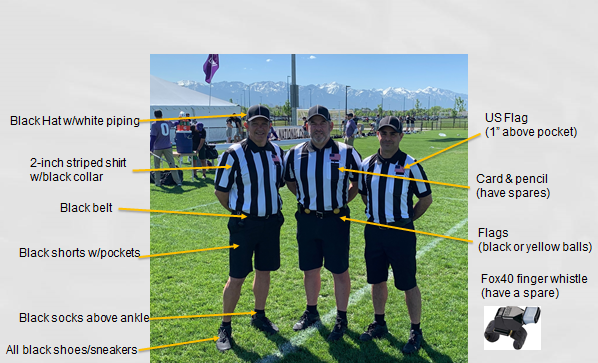 Black Hat w/white piping
2-inch striped shirt
w/black collar
Black belt
Black shorts w/pockets
Black socks above ankle
All black shoes/sneakers
US Flag
(1” above pocket)
Card & pencil
(have spares)
Flags
(black or yellow balls)
Fox40 finger whistle
(have a spare)
0